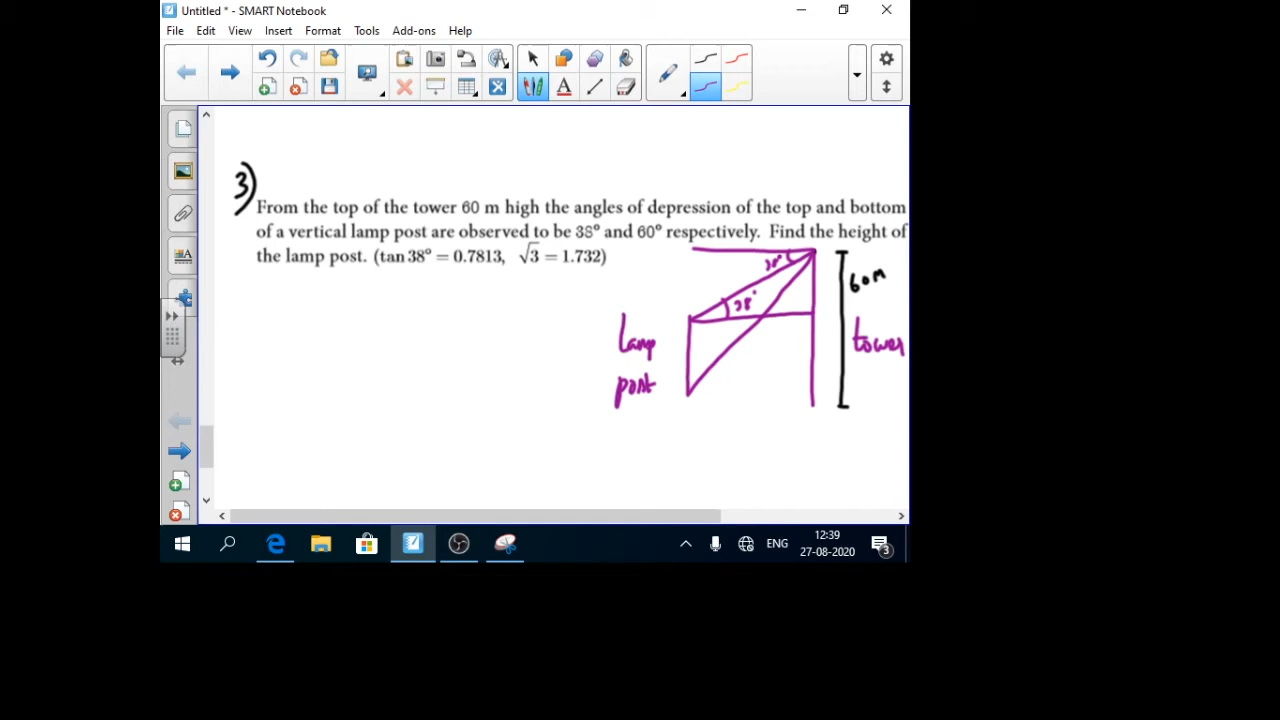 Untitled * - SMART Notebook
File Edit View Insert Format Tools Add-ons Help
3)
From the top of the tower 60 m high the angles of depression of the top and bottom
of a vertical lamp post are observed to be 38° and 60° respectively. Find the height of
the lamp post. (tan 38° = 0.7813, √3 = 1.732)
38°
60m
38°
lamp
tower
post
12:39
ENG
27-08-2020
3